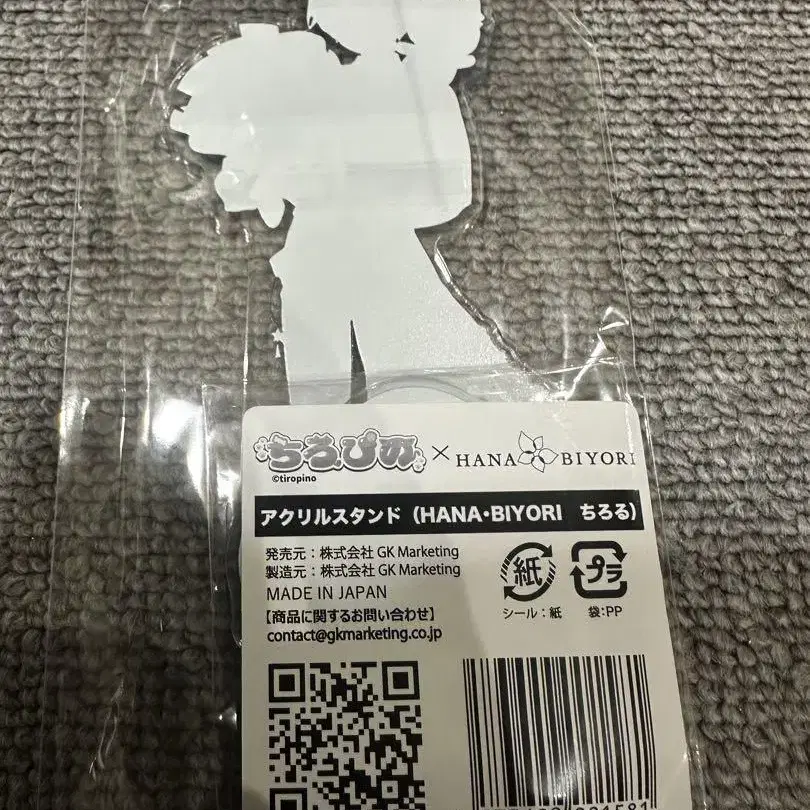 ちろぴの × HANA BIYORI
©tiropino
アクリルスタンド（HANA・BIYORI　ちろる）
発売元：株式会社 GK Marketing
製造元：株式会社 GK Marketing
MADE IN JAPAN
【商品に関するお問い合わせ】
contact@gkmarketing.co.jp
紙
シール：紙
プラ
袋:PP